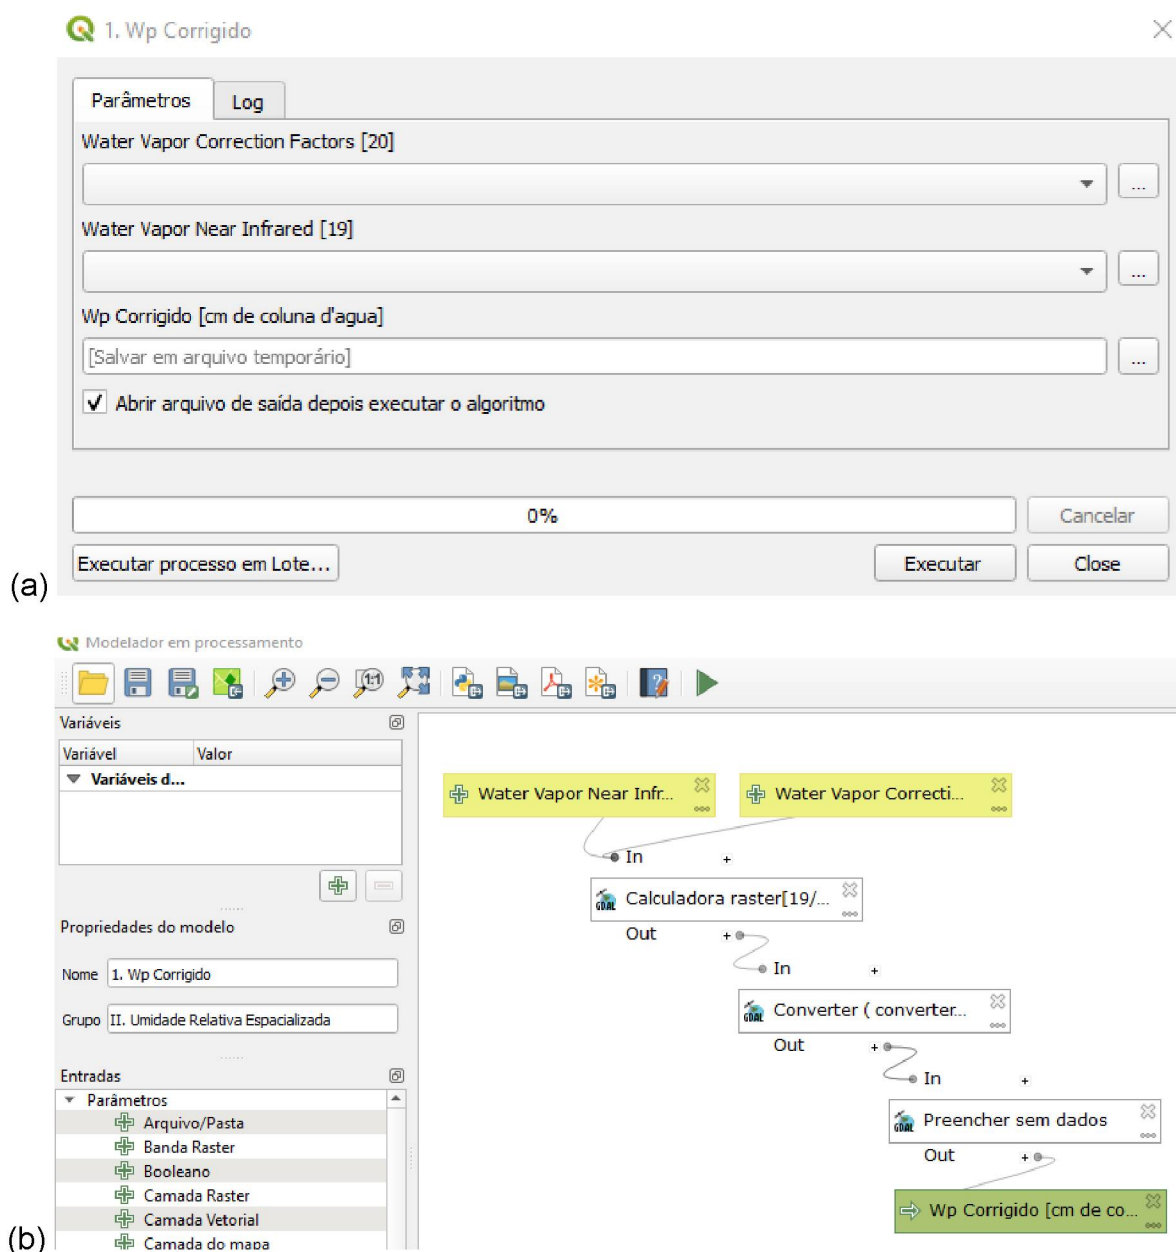 1. Wp Corrigido
Parâmetros
Log
Water Vapor Correction Factors [20]
...
Water Vapor Near Infrared [19]
...
Wp Corrigido [cm de coluna d'agua]
[Salvar em arquivo temporário]
...
Abrir arquivo de saída depois executar o algoritmo
0%
Cancelar
Executar processo em Lote...
Executar
Close
(a)
Modelador em processamento
1:1
Variáveis
Variável Valor
Variáveis d...
Propriedades do modelo
Nome 1. Wp Corrigido
Grupo II. Umidade Relativa Espacializada
Entradas
Parâmetros
Arquivo/Pasta
Banda Raster
Booleano
Camada Raster
Camada Vetorial
Camada do mapa
Water Vapor Near Infr...
Water Vapor Correcti...
In +
GDAL Calculadora raster[19/...
Out +
In +
GDAL Converter ( converter...
Out +
In +
GDAL Preencher sem dados
Out +
Wp Corrigido [cm de co...
(b)